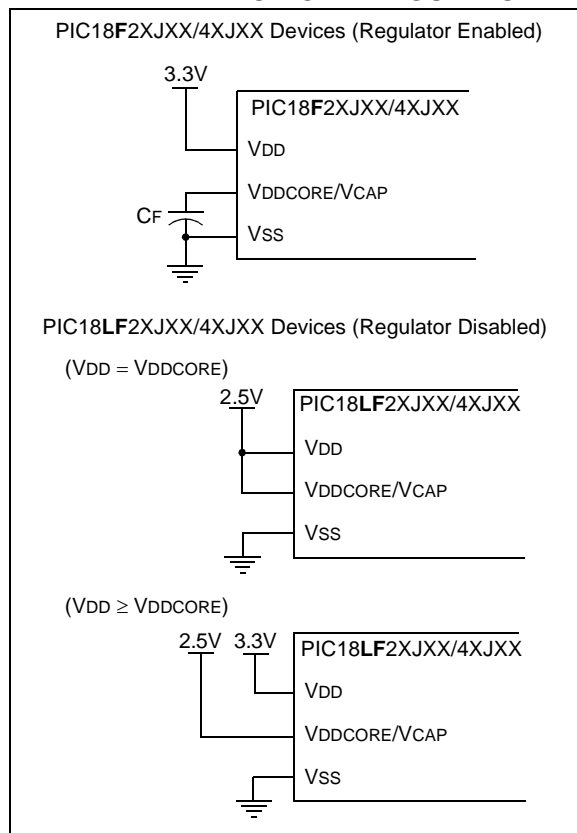 PIC18F2XJXX/4XJXX Devices (Regulator Enabled)
3.3V
PIC18F2XJXX/4XJXX
VDD
VDDCORE/VCAP
CF
VSS
PIC18LF2XJXX/4XJXX Devices (Regulator Disabled)
(VDD = VDDCORE)
2.5V
PIC18LF2XJXX/4XJXX
VDD
VDDCORE/VCAP
VSS
(VDD ≥ VDDCORE)
2.5V 3.3V
PIC18LF2XJXX/4XJXX
VDD
VDDCORE/VCAP
VSS